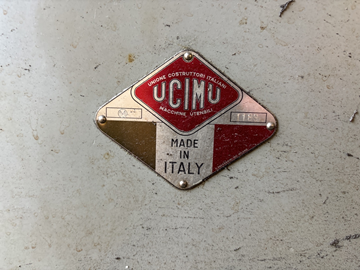 UNIONE COSTRUTTORI ITALIANI
UCIMU
MACCHINE UTENSILI
MADE
IN
ITALY